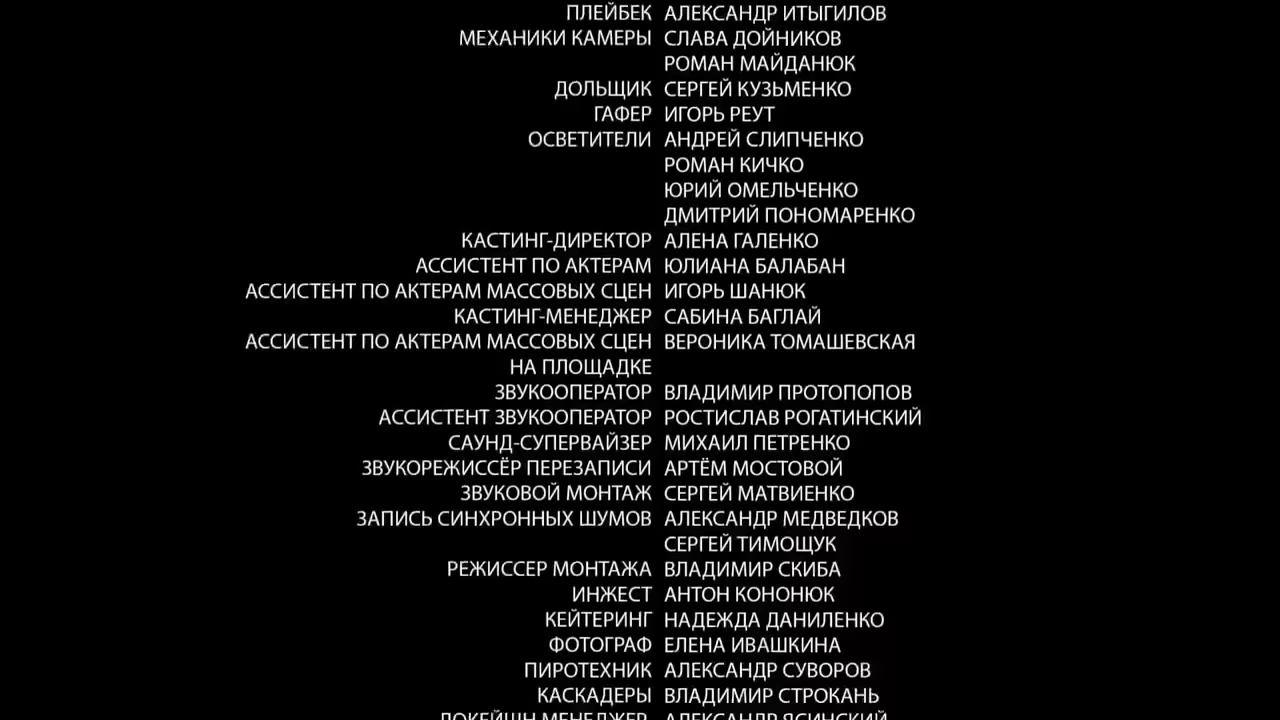 ПЛЕЙБЕК АЛЕКСАНДР ИТЫГИЛОВ
МЕХАНИКИ КАМЕРЫ СЛАВА ДОЙНИКОВ
РОМАН МАЙДАНЮК
ДОЛЬЩИК СЕРГЕЙ КУЗЬМЕНКО
ГАФЕР ИГОРЬ РЕУТ
ОСВЕТИТЕЛИ АНДРЕЙ СЛИПЧЕНКО
РОМАН КИЧКО
ЮРИЙ ОМЕЛЬЧЕНКО
ДМИТРИЙ ПОНОМАРЕНКО
КАСТИНГ-ДИРЕКТОР АЛЕНА ГАЛЕНКО
АССИСТЕНТ ПО АКТЕРАМ ЮЛИАНА БАЛАБАН
АССИСТЕНТ ПО АКТЕРАМ МАССОВЫХ СЦЕН ИГОРЬ ШАНЮК
КАСТИНГ-МЕНЕДЖЕР САБИНА БАГЛАЙ
АССИСТЕНТ ПО АКТЕРАМ МАССОВЫХ СЦЕН ВЕРОНИКА ТОМАШЕВСКАЯ
НА ПЛОЩАДКЕ
ЗВУКООПЕРАТОР ВЛАДИМИР ПРОТОПОПОВ
АССИСТЕНТ ЗВУКООПЕРАТОР РОСТИСЛАВ РОГАТИНСКИЙ
САУНД-СУПЕРВАЙЗЕР МИХАИЛ ПЕТРЕНКО
ЗВУКОРЕЖИССЁР ПЕРЕЗАПИСИ АРТЁМ МОСТОВОЙ
ЗВУКОВОЙ МОНТАЖ СЕРГЕЙ МАТВИЕНКО
ЗАПИСЬ СИНХРОННЫХ ШУМОВ АЛЕКСАНДР МЕДВЕДКОВ
СЕРГЕЙ ТИМОЩУК
РЕЖИССЕР МОНТАЖА ВЛАДИМИР СКИБА
ИНЖЕСТ АНТОН КОНОНЮК
КЕЙТЕРИНГ НАДЕЖДА ДАНИЛЕНКО
ФОТОГРАФ ЕЛЕНА ИВАШКИНА
ПИРОТЕХНИК АЛЕКСАНДР СУВОРОВ
КАСКАДЕРЫ ВЛАДИМИР СТРОКАНЬ
ЛОКЕЙШН МЕНЕДЖЕР АЛЕКСАНДР ЯСИНСКИЙ